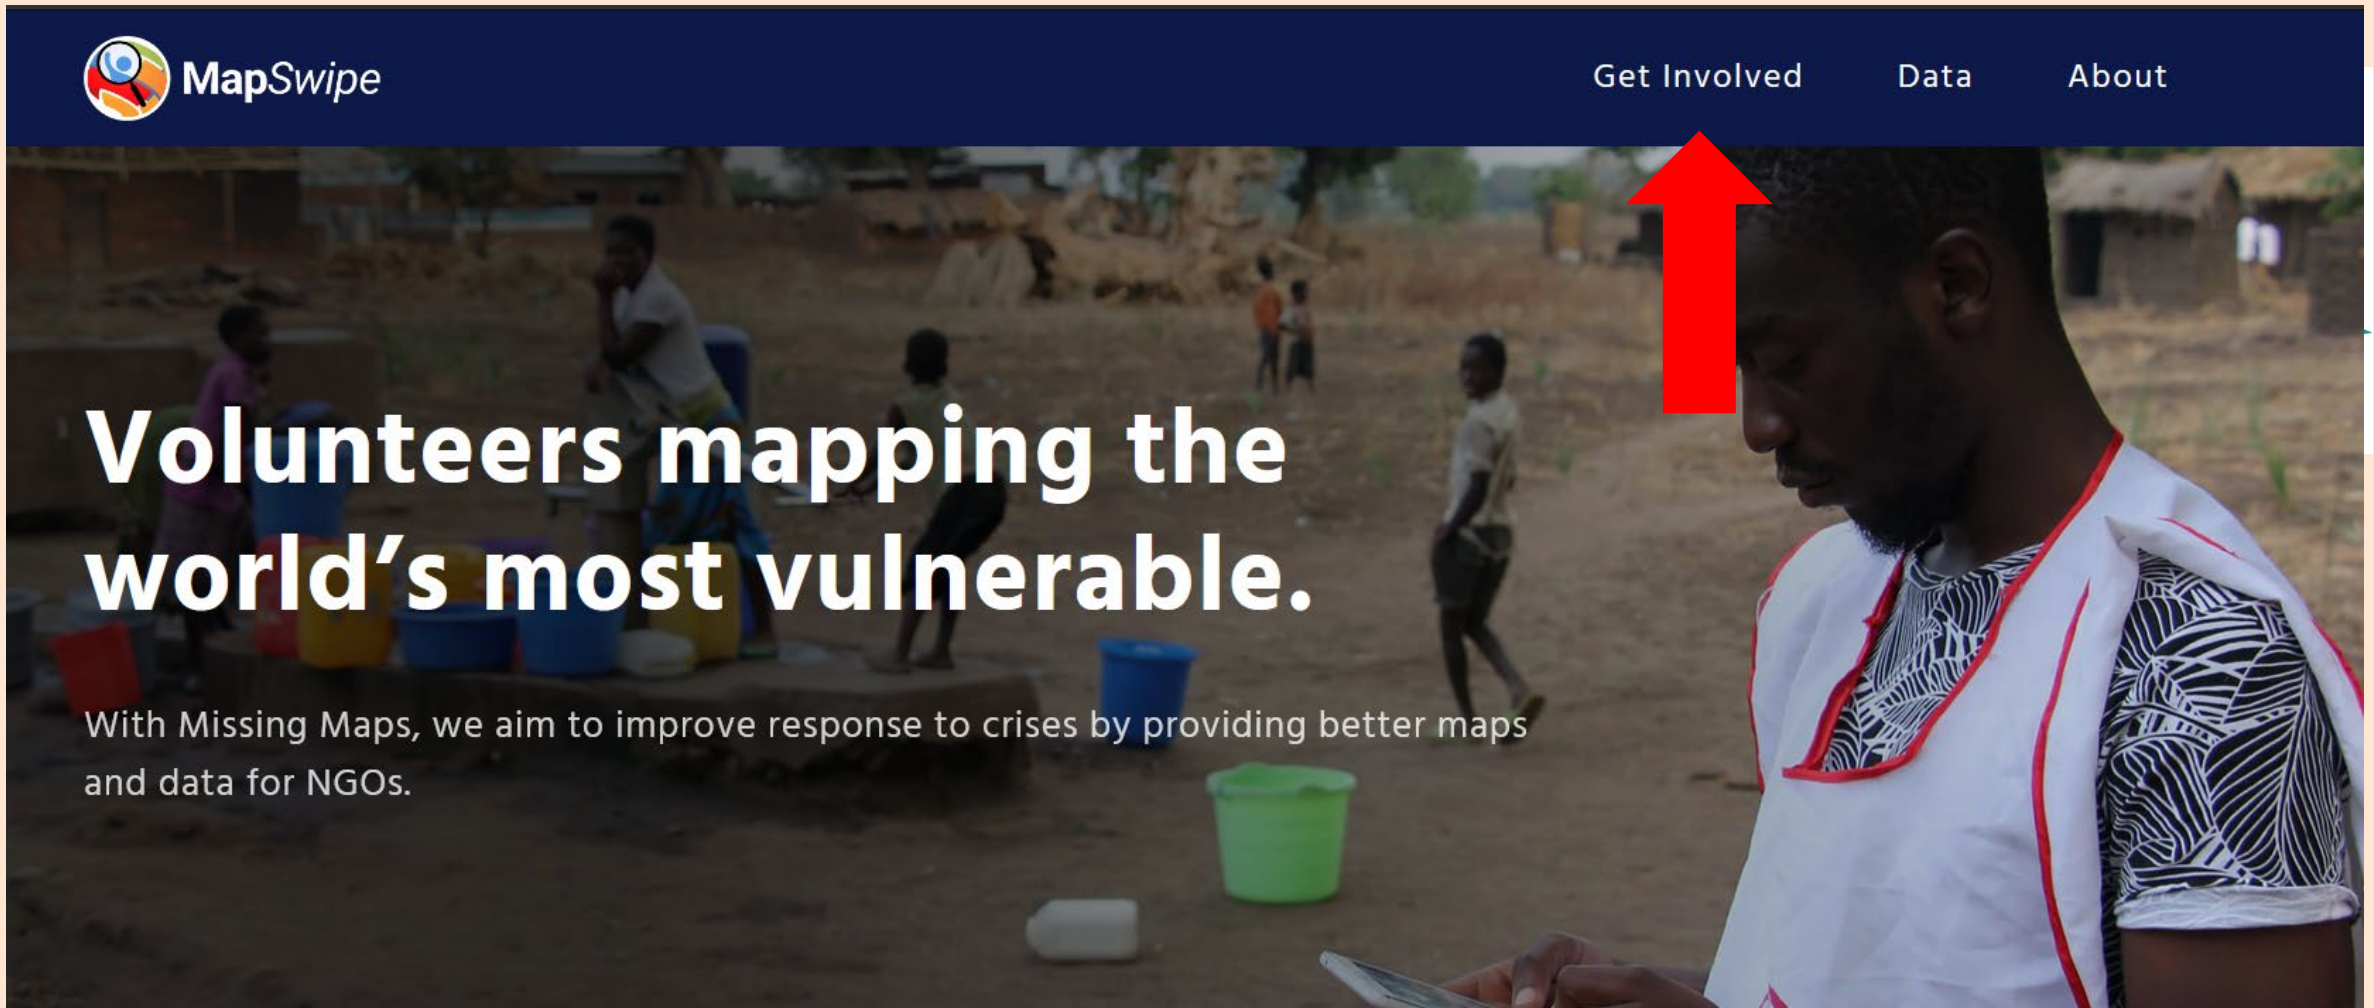 MapSwipe
Get Involved
Data
About
Volunteers mapping the
world’s most vulnerable.
With Missing Maps, we aim to improve response to crises by providing better maps
and data for NGOs.